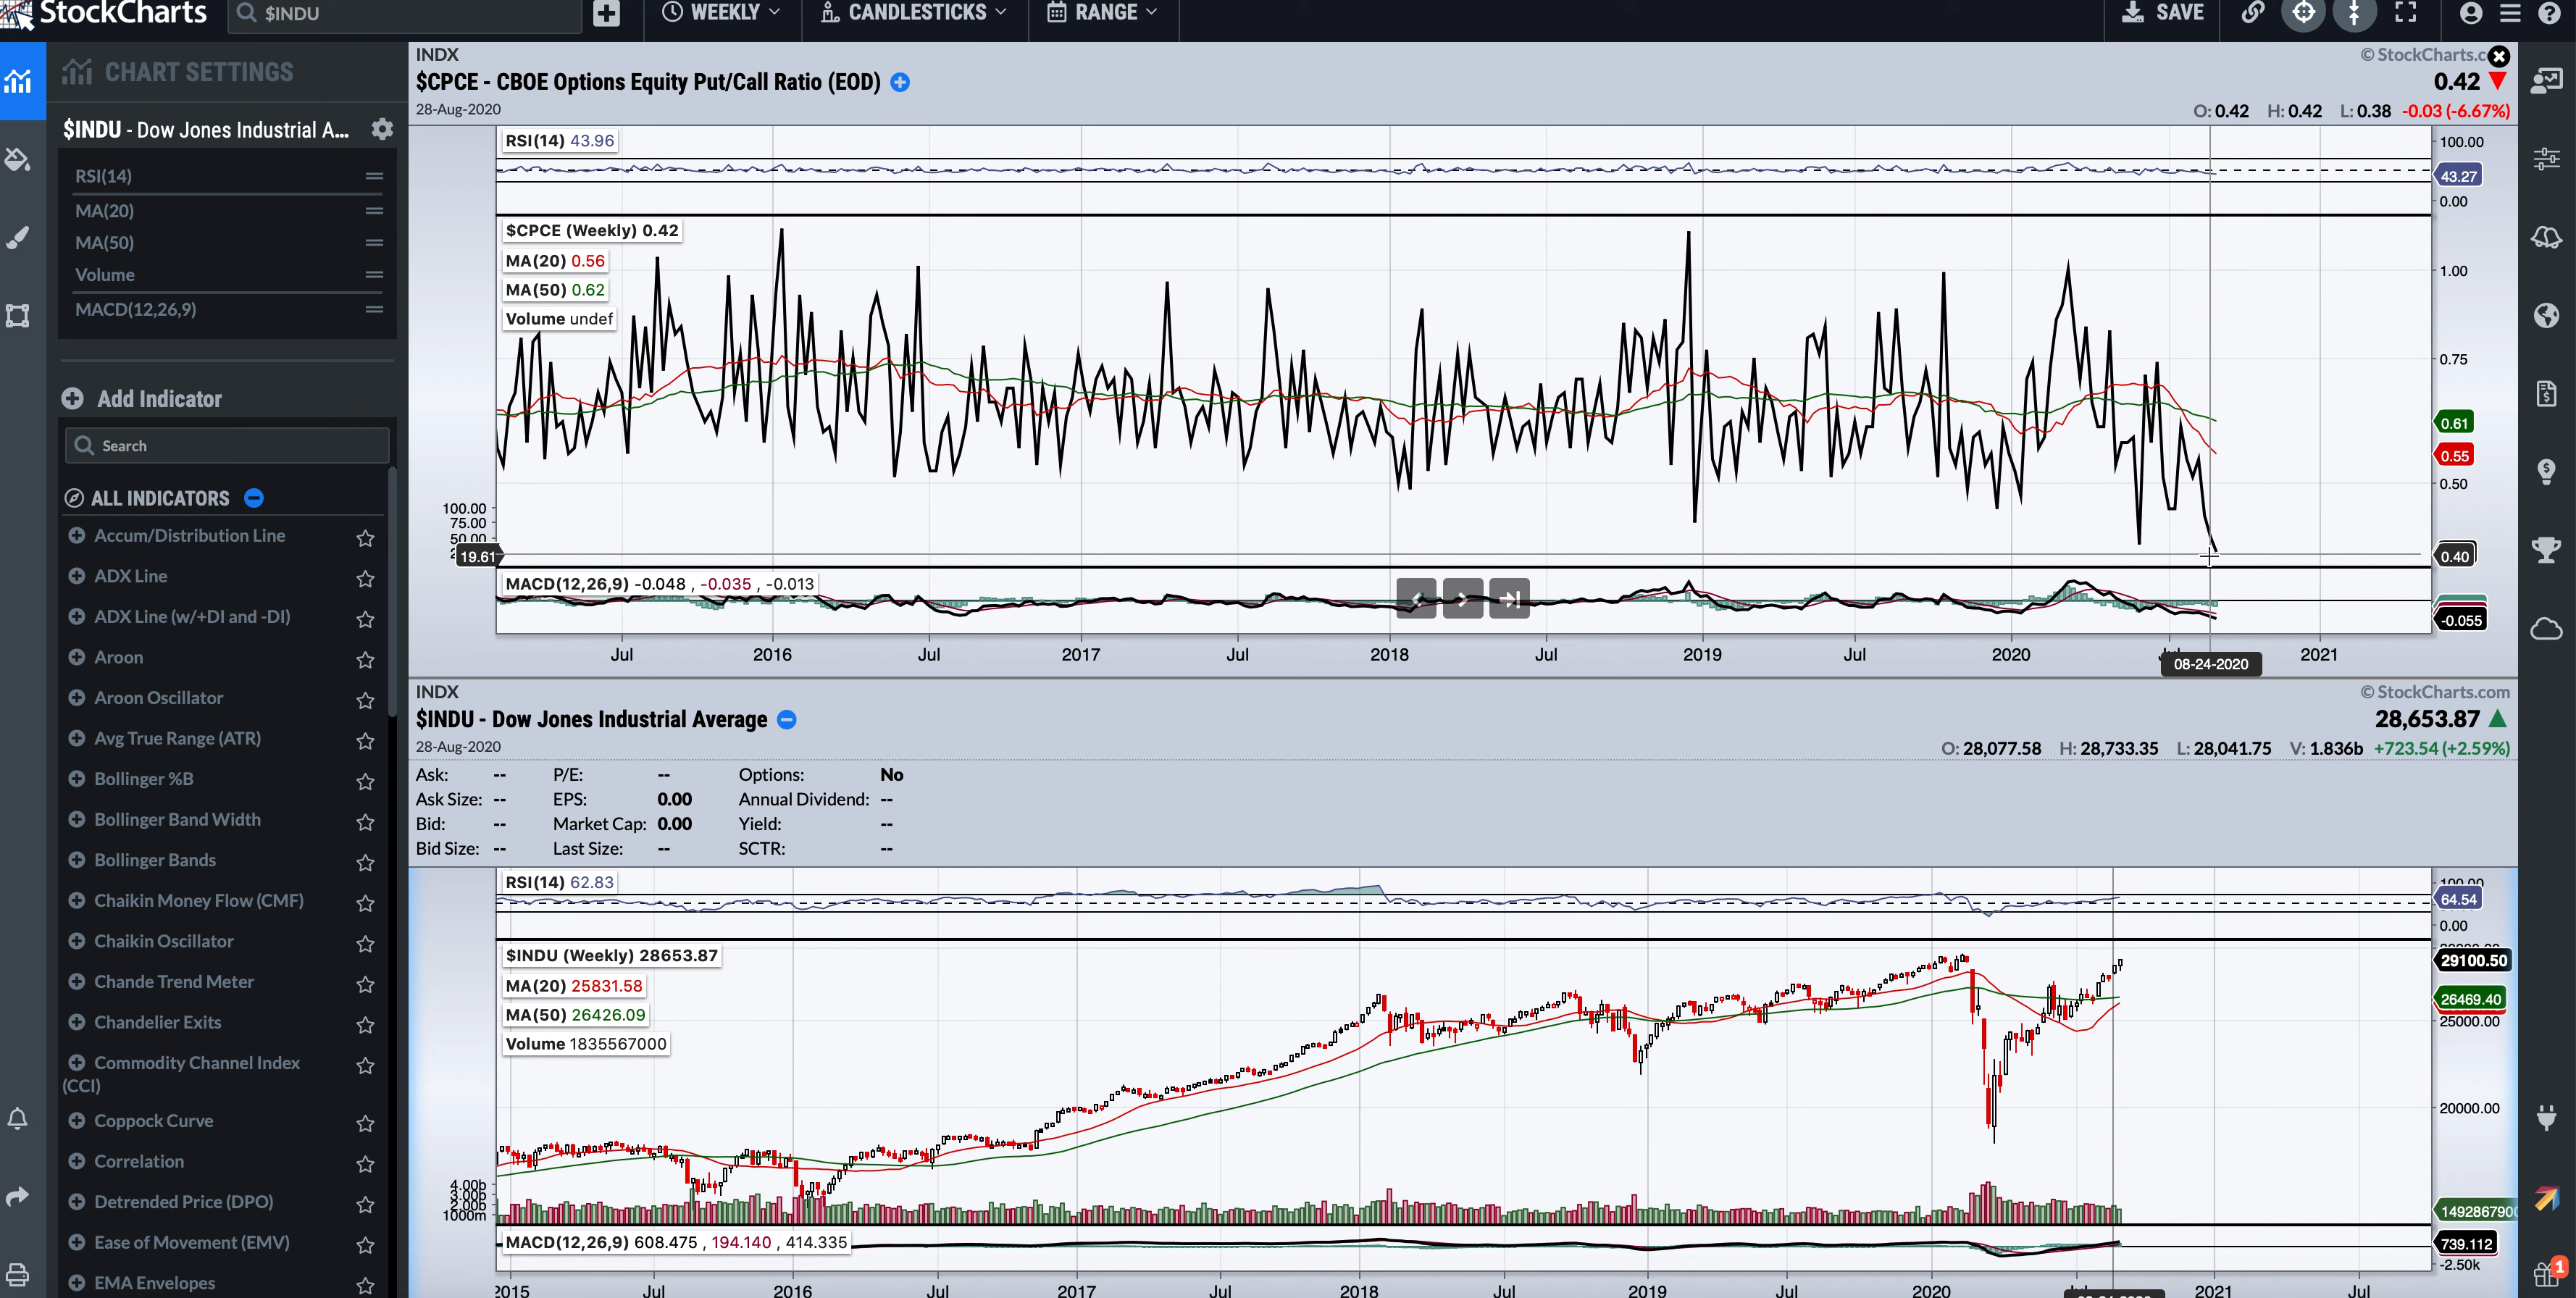 StockCharts
$INDU
WEEKLY
CANDLESTICKS
RANGE
SAVE
CHART SETTINGS
$INDU - Dow Jones Industrial A...
RSI(14)
MA(20)
MA(50)
Volume
MACD(12,26,9)
Add Indicator
Search
ALL INDICATORS
Accum/Distribution Line
ADX Line
ADX Line (w/+DI and -DI)
Aroon
Aroon Oscillator
Avg True Range (ATR)
Bollinger %B
Bollinger Band Width
Bollinger Bands
Chaikin Money Flow (CMF)
Chaikin Oscillator
Chande Trend Meter
Chandelier Exits
Commodity Channel Index
(CCI)
Coppock Curve
Correlation
Detrended Price (DPO)
Ease of Movement (EMV)
EMA Envelopes
INDX
© StockCharts.c
$CPCE - CBOE Options Equity Put/Call Ratio (EOD)
0.42
28-Aug-2020
O: 0.42 H: 0.42 L: 0.38 -0.03 (-6.67%)
RSI(14) 43.96
100.00
43.27
0.00
$CPCE (Weekly) 0.42
MA(20) 0.56
MA(50) 0.62
Volume undef
1.00
0.75
0.61
0.55
0.50
0.40
100.00
75.00
50.00
19.61
MACD(12,26,9) -0.048 , -0.035 , -0.013
-0.055
Jul 2016 Jul 2017 Jul 2018 Jul 2019 Jul 2020 2021
08-24-2020
INDX
© StockCharts.com
$INDU - Dow Jones Industrial Average
28,653.87
28-Aug-2020
O: 28,077.58 H: 28,733.35 L: 28,041.75 V: 1.836b +723.54 (+2.59%)
Ask: -- P/E: -- Options: No
Ask Size: -- EPS: 0.00 Annual Dividend: --
Bid: -- Market Cap: 0.00 Yield: --
Bid Size: -- Last Size: -- SCTR: --
RSI(14) 62.83
100.00
64.54
0.00
$INDU (Weekly) 28653.87
MA(20) 25831.58
MA(50) 26426.09
Volume 1835567000
29100.50
26469.40
25000.00
20000.00
4.00b
3.00b
2.00b
1000m
149286790
MACD(12,26,9) 608.475 , 194.140 , 414.335
739.112
-2.50k
2015 Jul 2016 Jul 2017 Jul 2018 Jul 2019 Jul 2020 2021 Jul
1